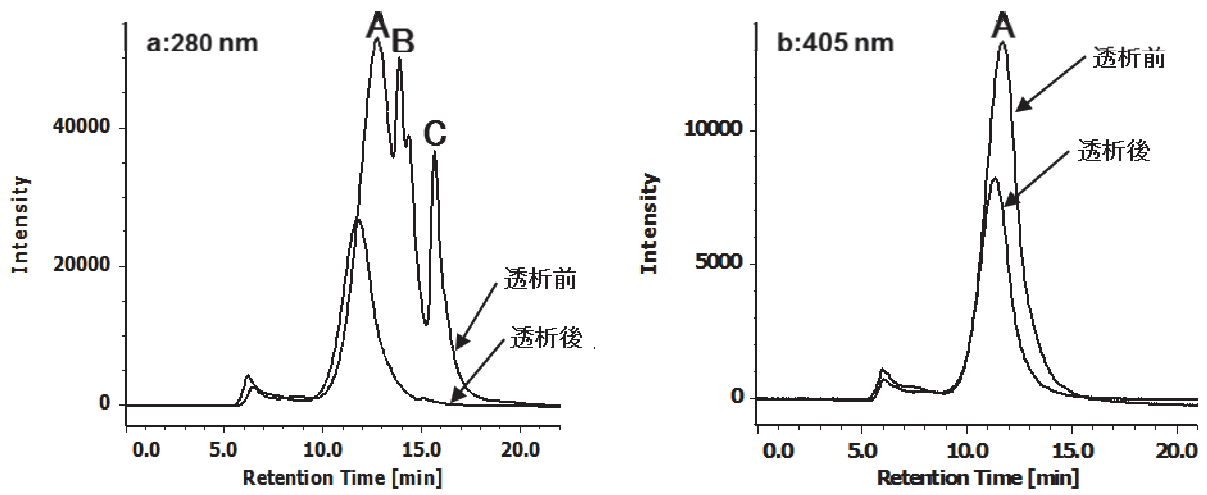 a:280 nm
A
B
C
40000
20000
0
Intensity
透析前
透析後
0.0 5.0 10.0 15.0 20.0
Retention Time [min]
b:405 nm
A
透析前
透析後
10000
5000
0
Intensity
0.0 5.0 10.0 15.0 20.0
Retention Time [min]